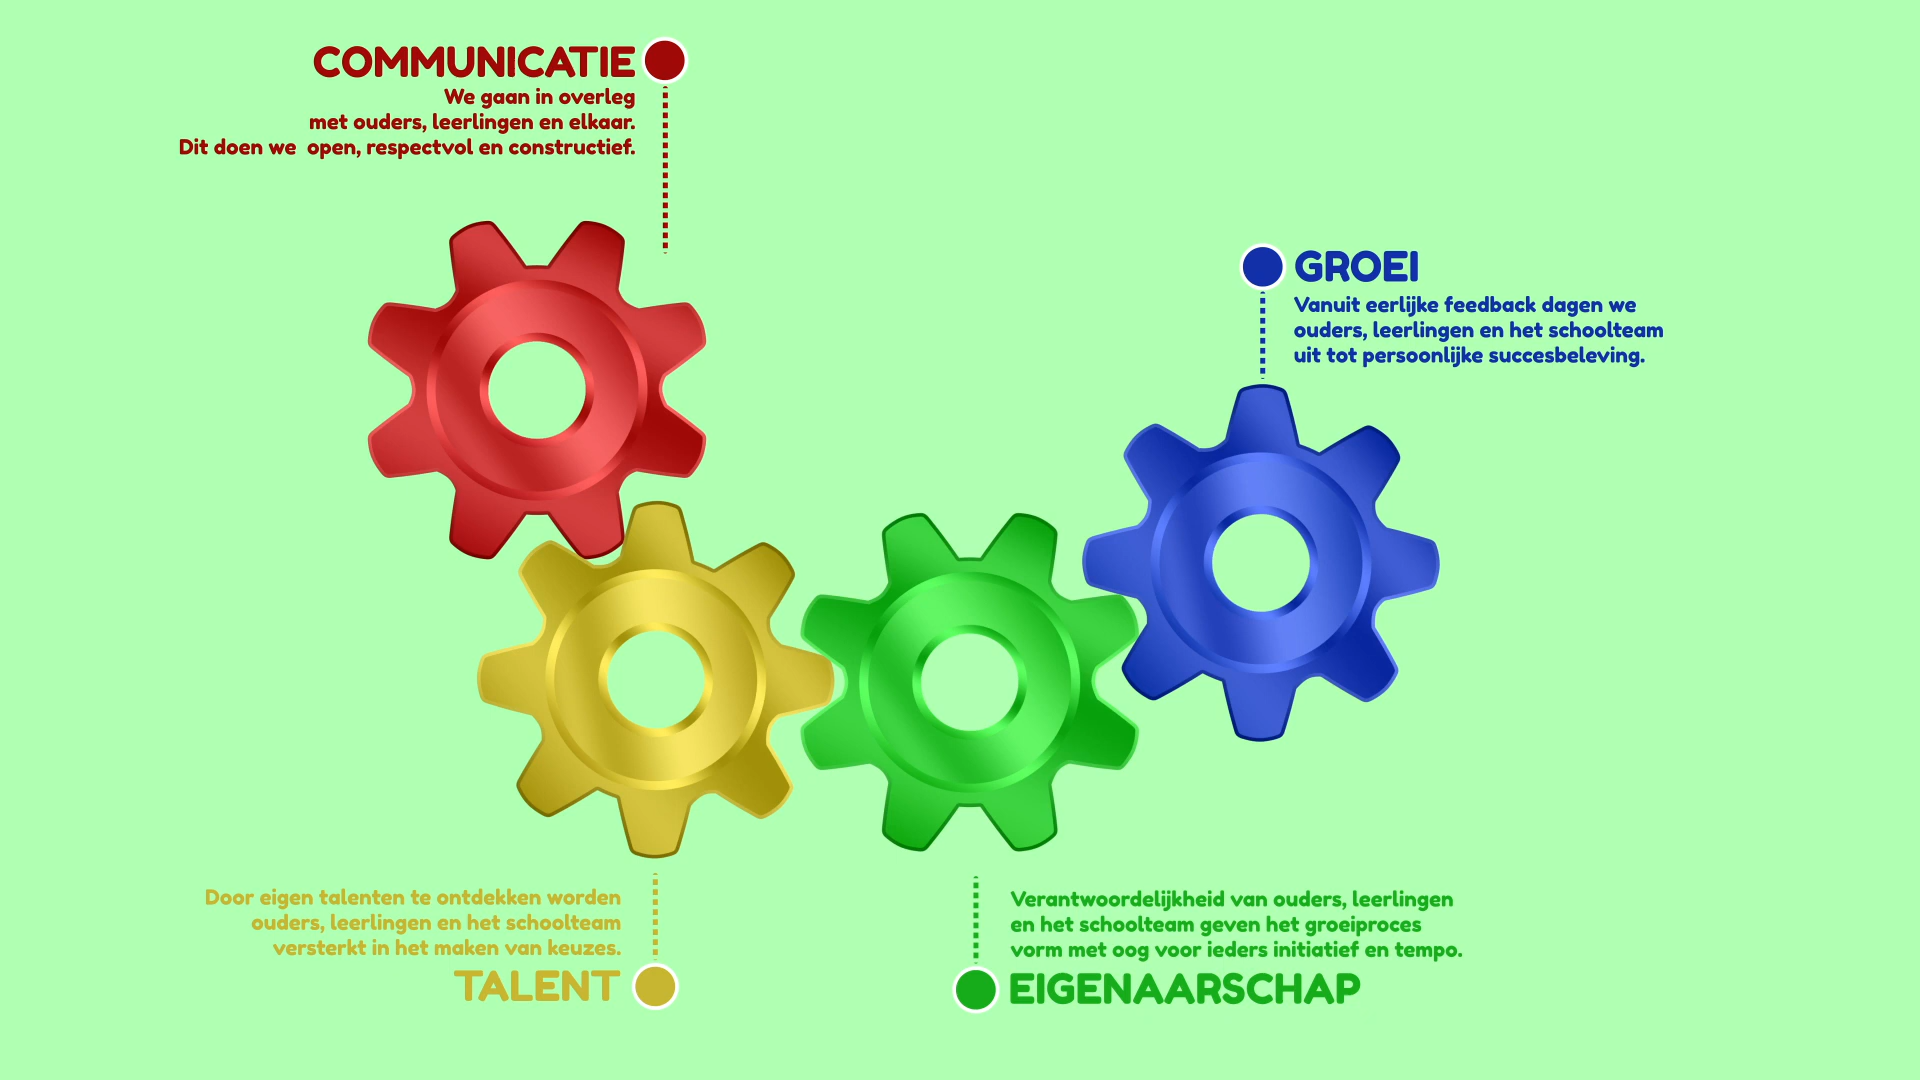 COMMUNICATIE
We gaan in overleg
met ouders, leerlingen en elkaar.
Dit doen we  open, respectvol en constructief.
GROEI
Vanuit eerlijke feedback dagen we
ouders, leerlingen en het schoolteam
uit tot persoonlijke succesbeleving.
Door eigen talenten te ontdekken worden
ouders, leerlingen en het schoolteam
versterkt in het maken van keuzes.
TALENT
Verantwoordelijkheid van ouders, leerlingen
en het schoolteam geven het groeiproces
vorm met oog voor ieders initiatief en tempo.
EIGENAARSCHAP